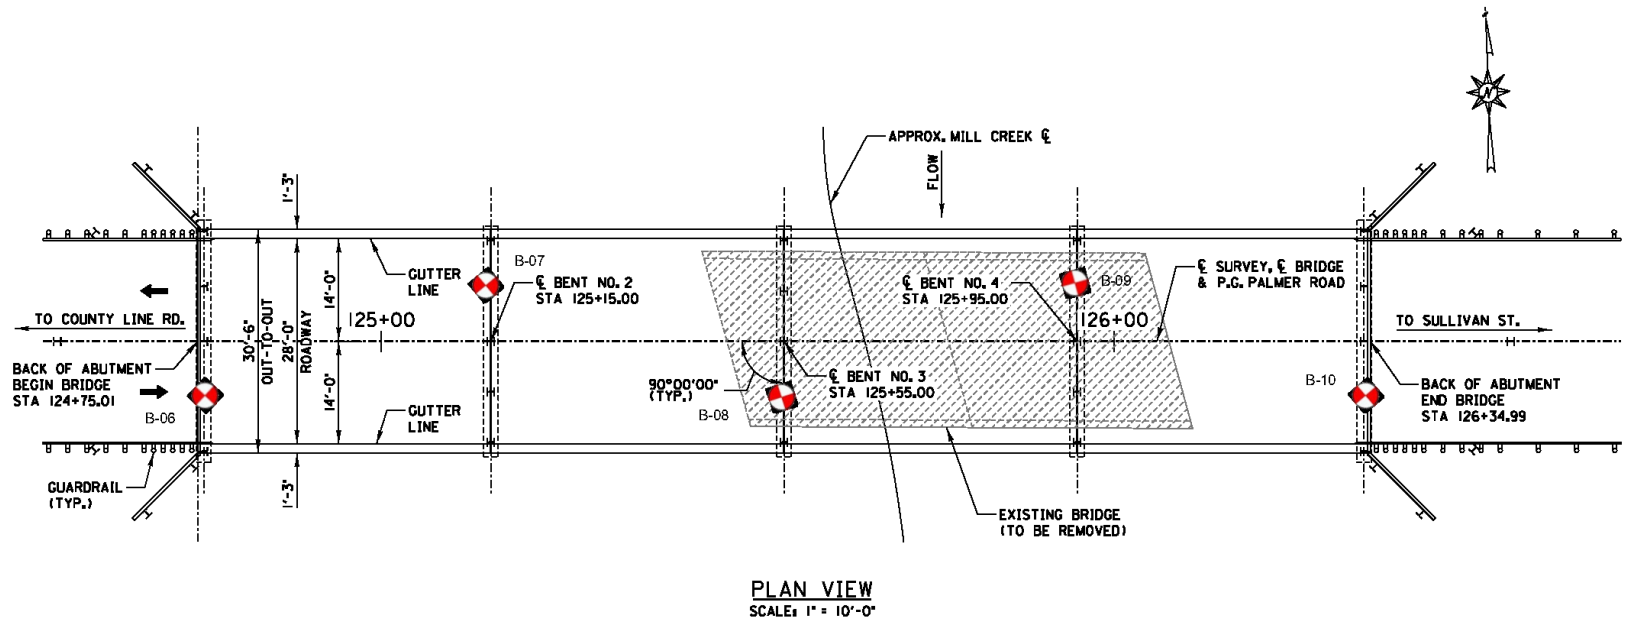 N
APPROX. MILL CREEK ℄
FLOW
1'-3"
B-07
GUTTER
LINE
14'-0"
℄ BENT NO. 2
STA 125+15.00
℄ BENT NO. 4
STA 125+95.00
B-09
℄ SURVEY, ℄ BRIDGE
& P.G. PALMER ROAD
TO COUNTY LINE RD.
30'-6"
OUT-TO-OUT
28'-0"
ROADWAY
125+00
126+00
TO SULLIVAN ST.
BACK OF ABUTMENT
BEGIN BRIDGE
STA 124+75.01
B-06
14'-0"
GUTTER
LINE
90°00'00"
(TYP.)
B-08
℄ BENT NO. 3
STA 125+55.00
B-10
BACK OF ABUTMENT
END BRIDGE
STA 126+34.99
GUARDRAIL
(TYP.)
1'-3"
EXISTING BRIDGE
(TO BE REMOVED)
PLAN VIEW
SCALE: 1" = 10'-0"